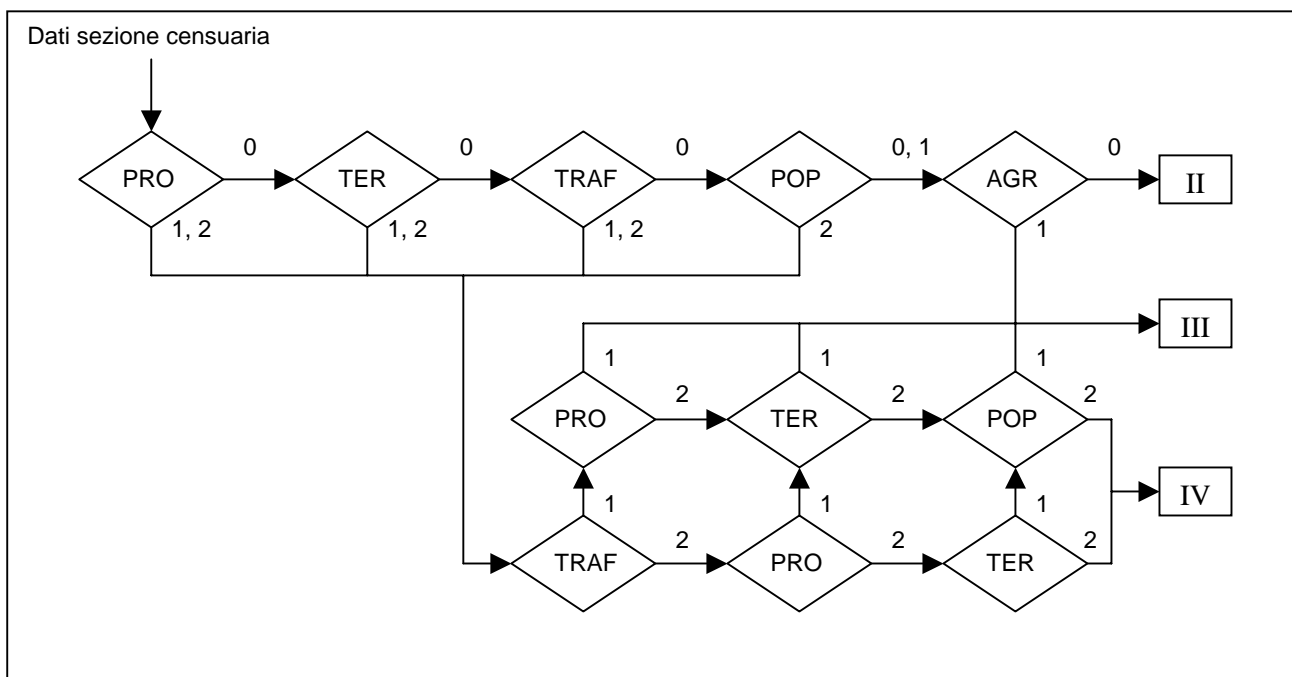 Dati sezione censuaria
0 0 0 0, 1 0
PRO TER TRAF POP AGR II
1, 2 1, 2 1, 2 2 1
III
1 1 1
2 2 2
PRO TER POP
IV
1 1 1
2 2 2
TRAF PRO TER